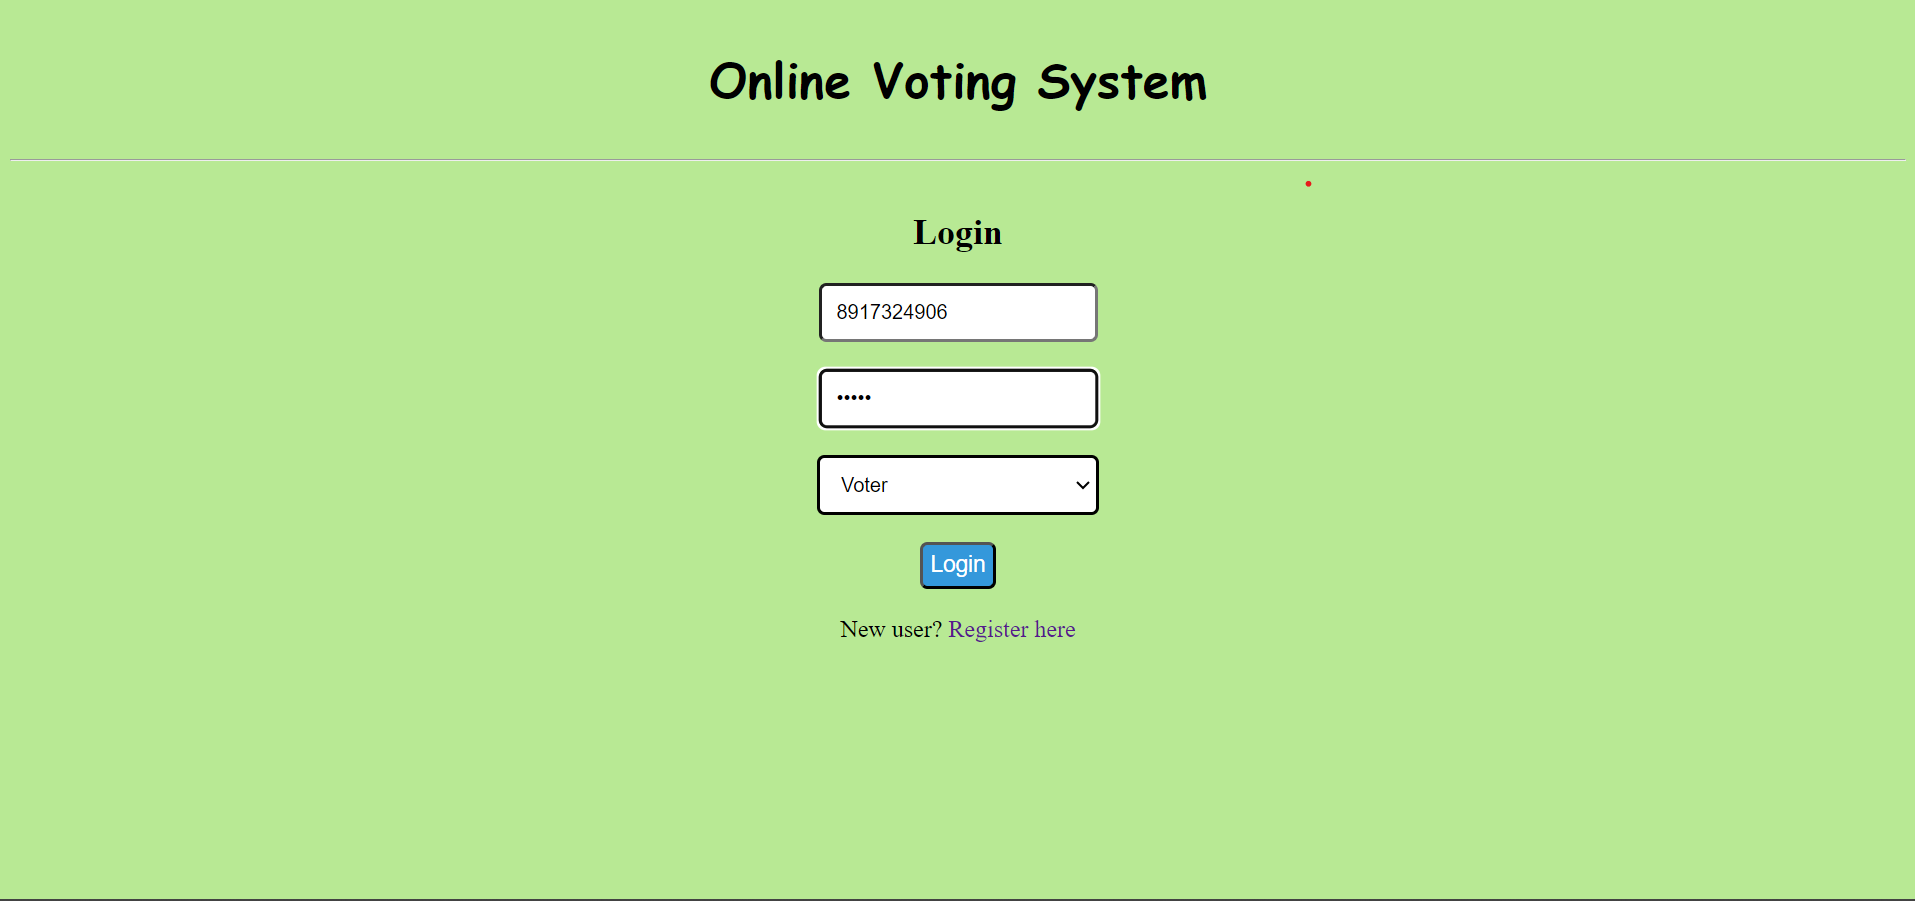 Online Voting System
Login
8917324906
•••••
Voter
Login
New user? Register here